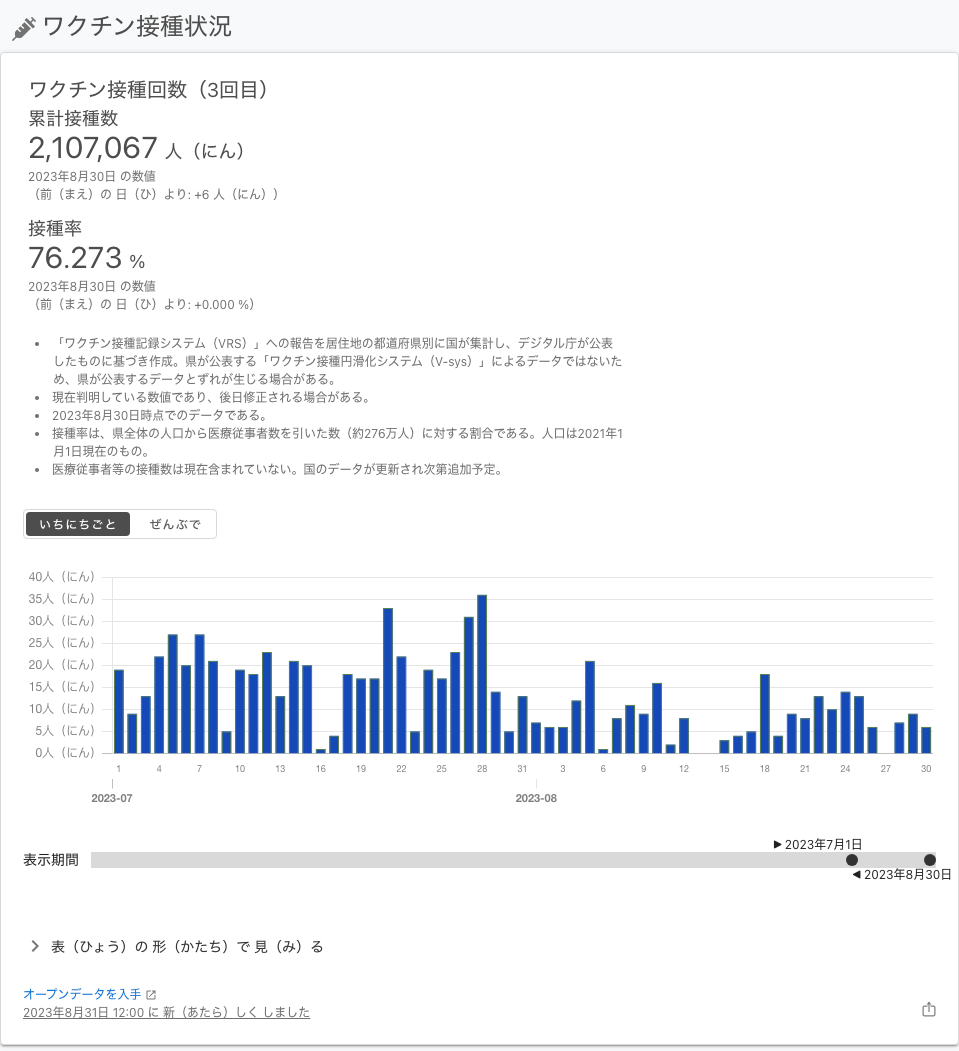 ワクチン接種状況
ワクチン接種回数（3回目）
累計接種数
2,107,067 人（にん）
2023年8月30日 の数値
（前（まえ）の 日（ひ）より: +6 人（にん））
接種率
76.273 %
2023年8月30日 の数値
（前（まえ）の 日（ひ）より: +0.000 %）
• 「ワクチン接種記録システム（VRS）」への報告を居住地の都道府県別に国が集計し、デジタル庁が公表
したものに基づき作成。県が公表する「ワクチン接種円滑化システム（V-sys）」によるデータではないた
め、県が公表するデータとずれが生じる場合がある。
• 現在判明している数値であり、後日修正される場合がある。
• 2023年8月30日時点でのデータである。
• 接種率は、県全体の人口から医療従事者数を引いた数（約276万人）に対する割合である。人口は2021年1
月1日現在のもの。
• 医療従事者等の接種数は現在含まれていない。国のデータが更新され次第追加予定。
いちにちごと ぜんぶで
40人（にん）
35人（にん）
30人（にん）
25人（にん）
20人（にん）
15人（にん）
10人（にん）
5人（にん）
0人（にん）
1 4 7 10 13 16 19 22 25 28 31 3 6 9 12 15 18 21 24 27 30
2023-07 2023-08
▶ 2023年7月1日
表示期間
◀ 2023年8月30日
表（ひょう）の 形（かたち）で 見（み）る
オープンデータを入手
2023年8月31日 12:00 に 新（あたら）しく しました